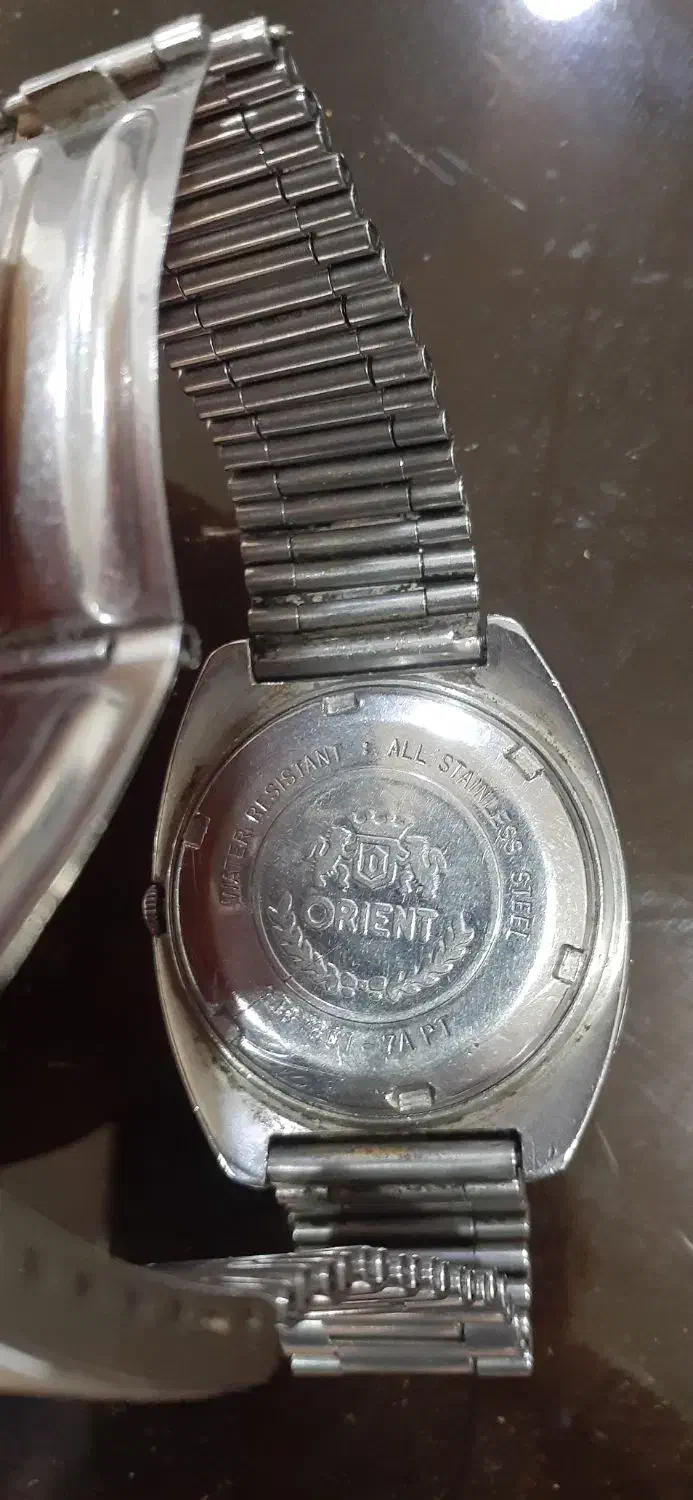 WATER RESISTANT : ALL STAINLESS STEEL
ORIENT
-7A PT